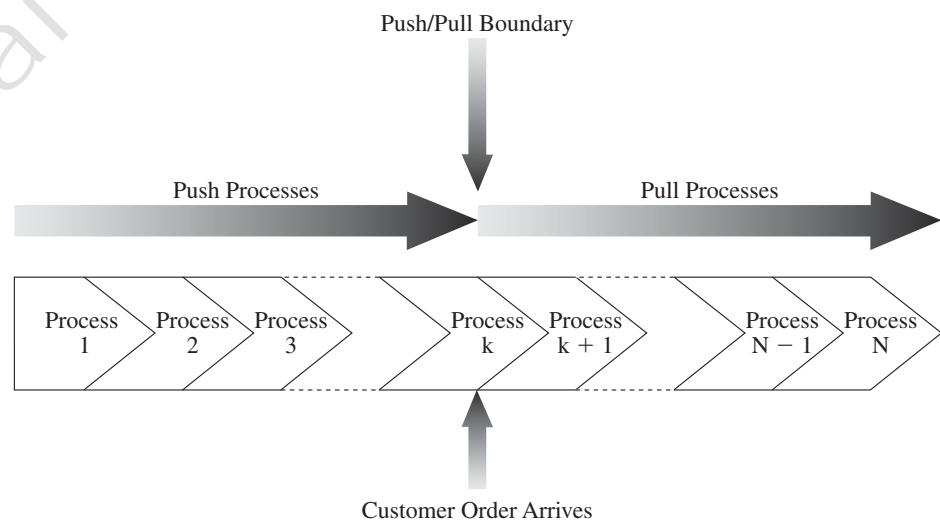 Push/Pull Boundary
Push Processes
Pull Processes
Process
1
Process
2
Process
3
Process
k
Process
k + 1
Process
N − 1
Process
N
Customer Order Arrives